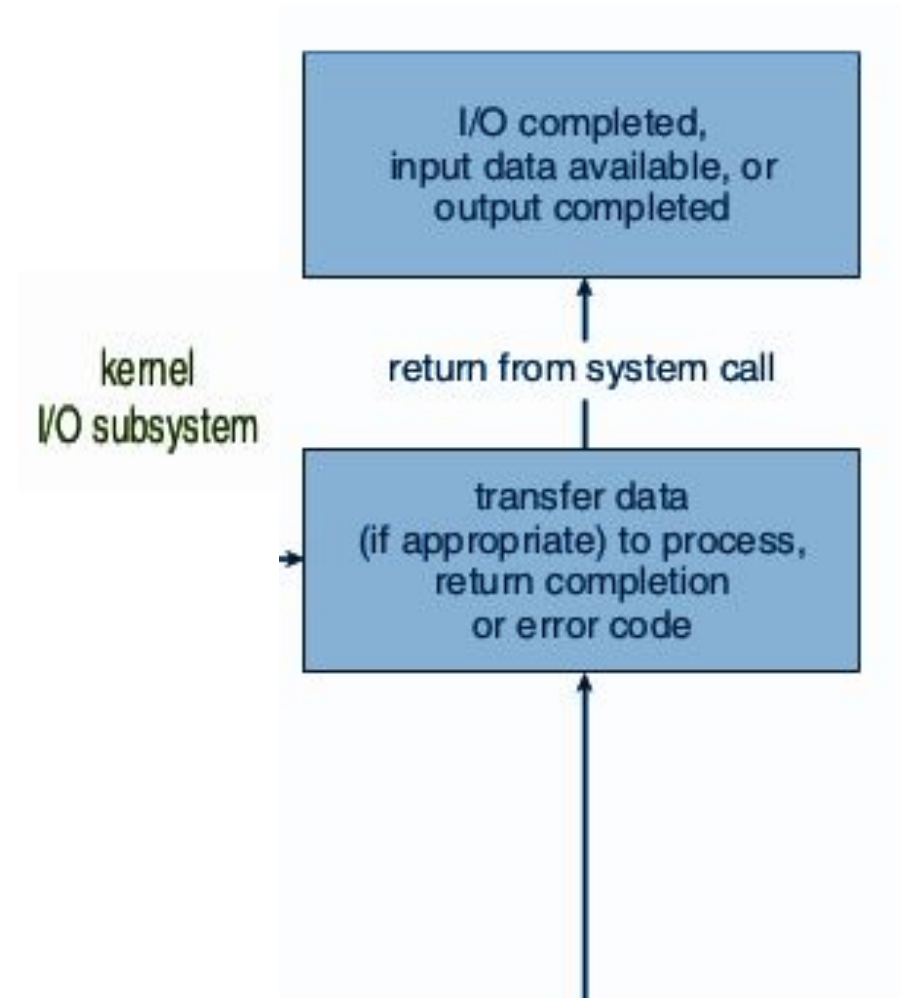 I/O completed,
input data available, or
output completed
return from system call
kernel
I/O subsystem
transfer data
(if appropriate) to process,
return completion
or error code